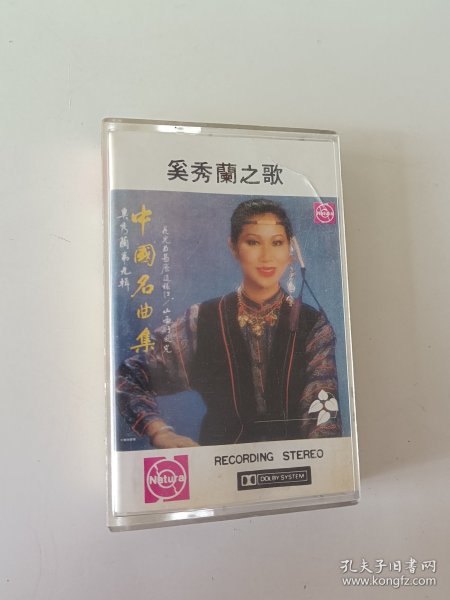 奚秀蘭之歌
Natura
中國名曲集
奚秀蘭第九輯
RECORDING STEREO
Natura
DOLBY SYSTEM
孔夫子旧书网
www.kongfz.com